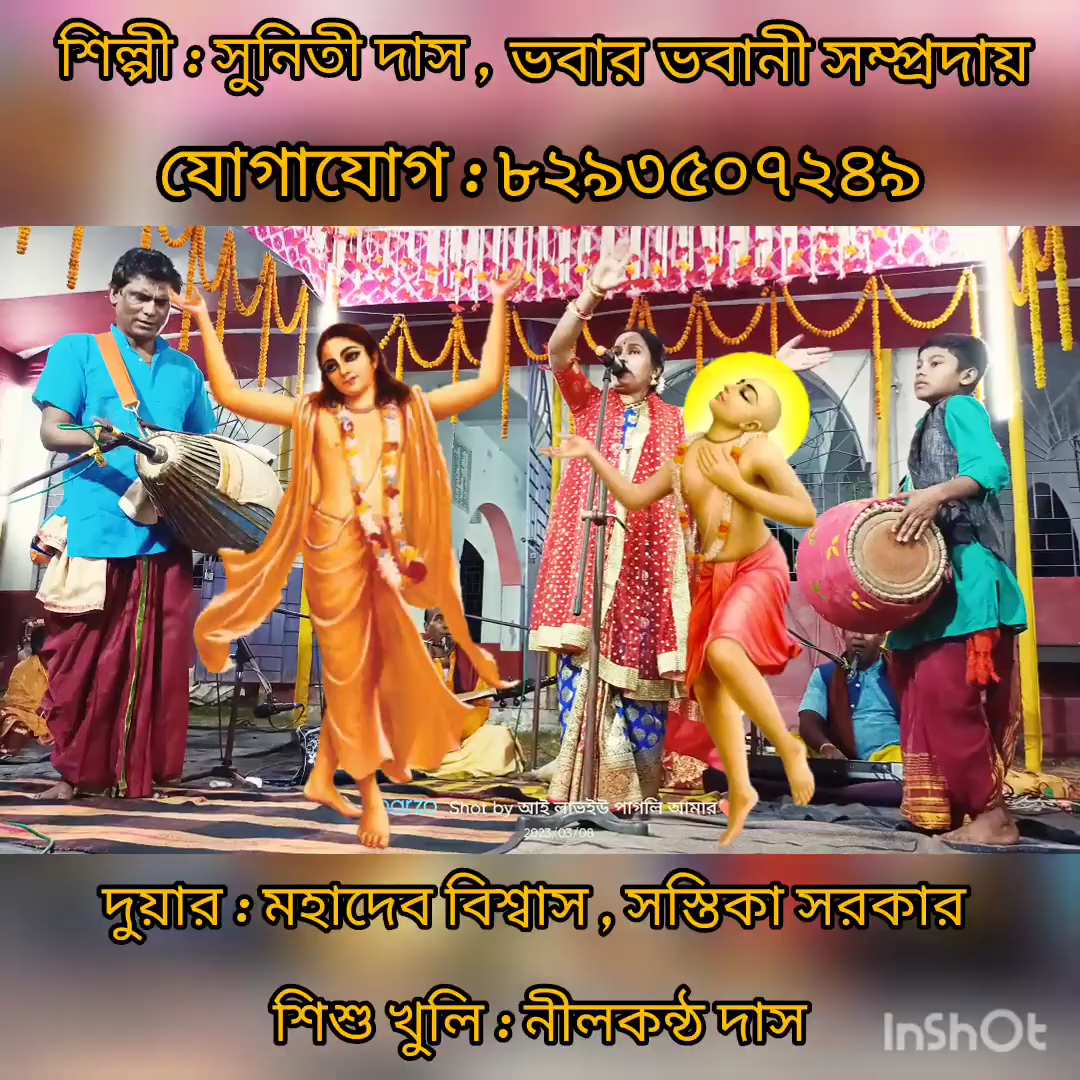 শিল্পী : সুনিতী দাস , ভবার ভবানী সম্প্রদায়
যোগাযোগ : ৮২৯৩৫০৭২৪৯
narzo Shot by আই লাভইউ পাগলি আমার
2023/03/08
দুয়ার : মহাদেব বিশ্বাস , সস্তিকা সরকার
শিশু খুলি : নীলকন্ঠ দাস
InShOt